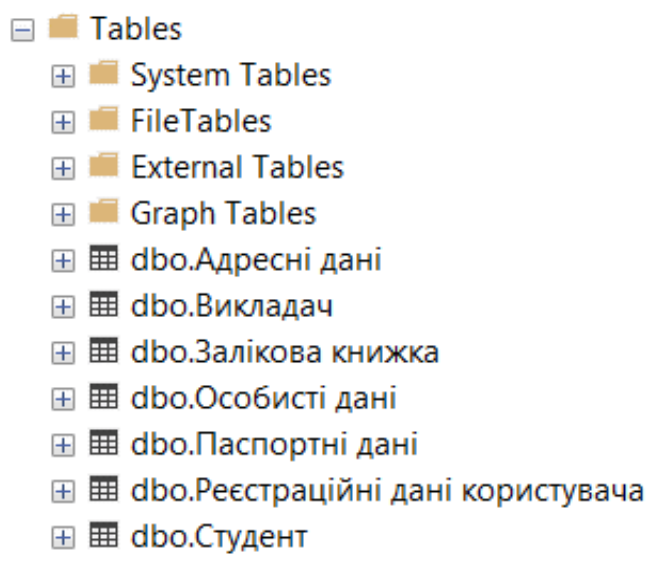 Tables
System Tables
FileTables
External Tables
Graph Tables
dbo.Адресні дані
dbo.Викладач
dbo.Залікова книжка
dbo.Особисті дані
dbo.Паспортні дані
dbo.Реєстраційні дані користувача
dbo.Студент